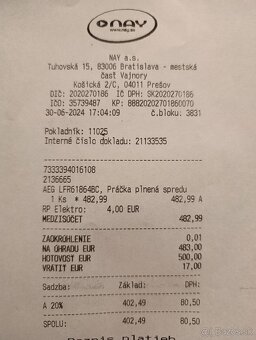 NAY
www.nay.sk
NAY a.s.
Tuhovská 15, 83006 Bratislava - mestská
časť Vajnory
Košická 2/C, 04011 Prešov
DIČ: 2020270186 IČ DPH: SK2020270186
IČO: 35739487 KP: 88820202701860070
30-06-2024 17:04:09 č.bloku: 3831
Pokladník: 11025
Interné číslo dokladu: 21133535
7333394016108
2136665
AEG LFR61864BC, Práčka plnená spredu
1 Ks * 482,99 482,99 A
RP Elektro: 4,00 EUR
MEDZISÚČET 482,99
ZAOKRÚHLENIE 0,01
NA ÚHRADU EUR 483,00
HOTOVOSŤ EUR 500,00
VRÁTIŤ EUR 17,00
Sadzba: Základ: DPH:
A 20% 402,49 80,50
SPOLU: 402,49 80,50